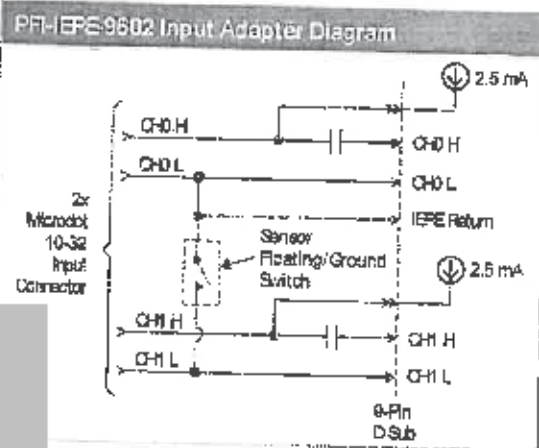 PFI-IEPE-9602 Input Adapter Diagram
2.5 mA
CH0.H
CH0.H
CH0.L
CH0.L
IEPE Return
2x
Microdot
10-32
Input
Connector
Sensor
Floating/Ground
Switch
2.5 mA
CH1.H
CH1.H
CH1.L
CH1.L
9-Pin
D.Sub